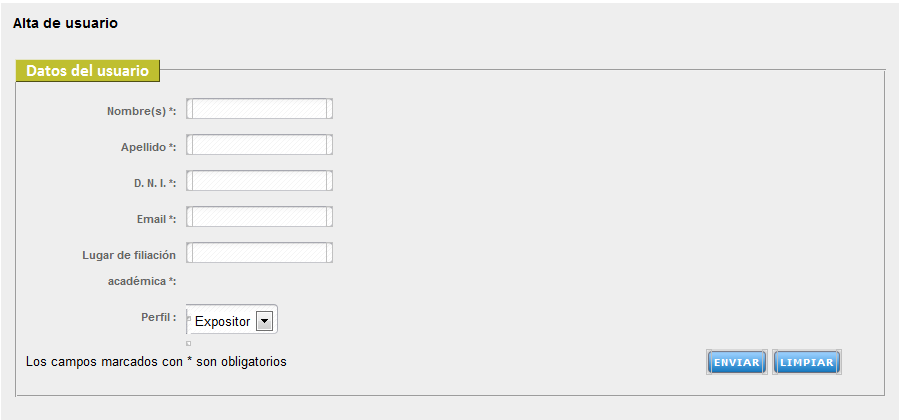 Alta de usuario
Datos del usuario
Nombre(s) *:
Apellido *:
D. N. I. *:
Email *:
Lugar de filiación
académica *:
Perfil : Expositor
Los campos marcados con * son obligatorios ENVIAR LIMPIAR